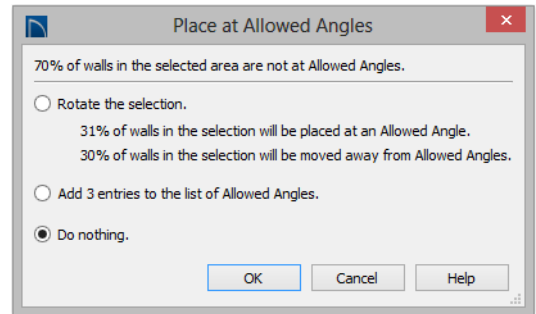 Place at Allowed Angles
70% of walls in the selected area are not at Allowed Angles.
Rotate the selection.
31% of walls in the selection will be placed at an Allowed Angle.
30% of walls in the selection will be moved away from Allowed Angles.
Add 3 entries to the list of Allowed Angles.
Do nothing.
OK Cancel Help